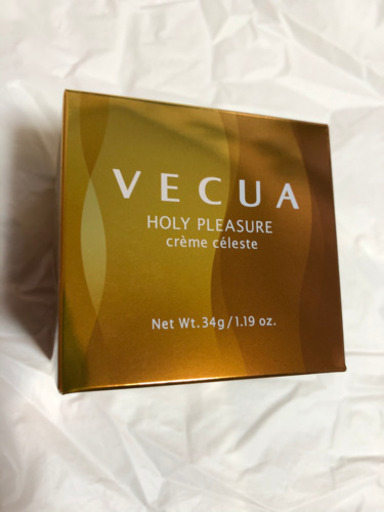 VECUA
HOLY PLEASURE
crème céleste
Net Wt.34g/1.19 oz.